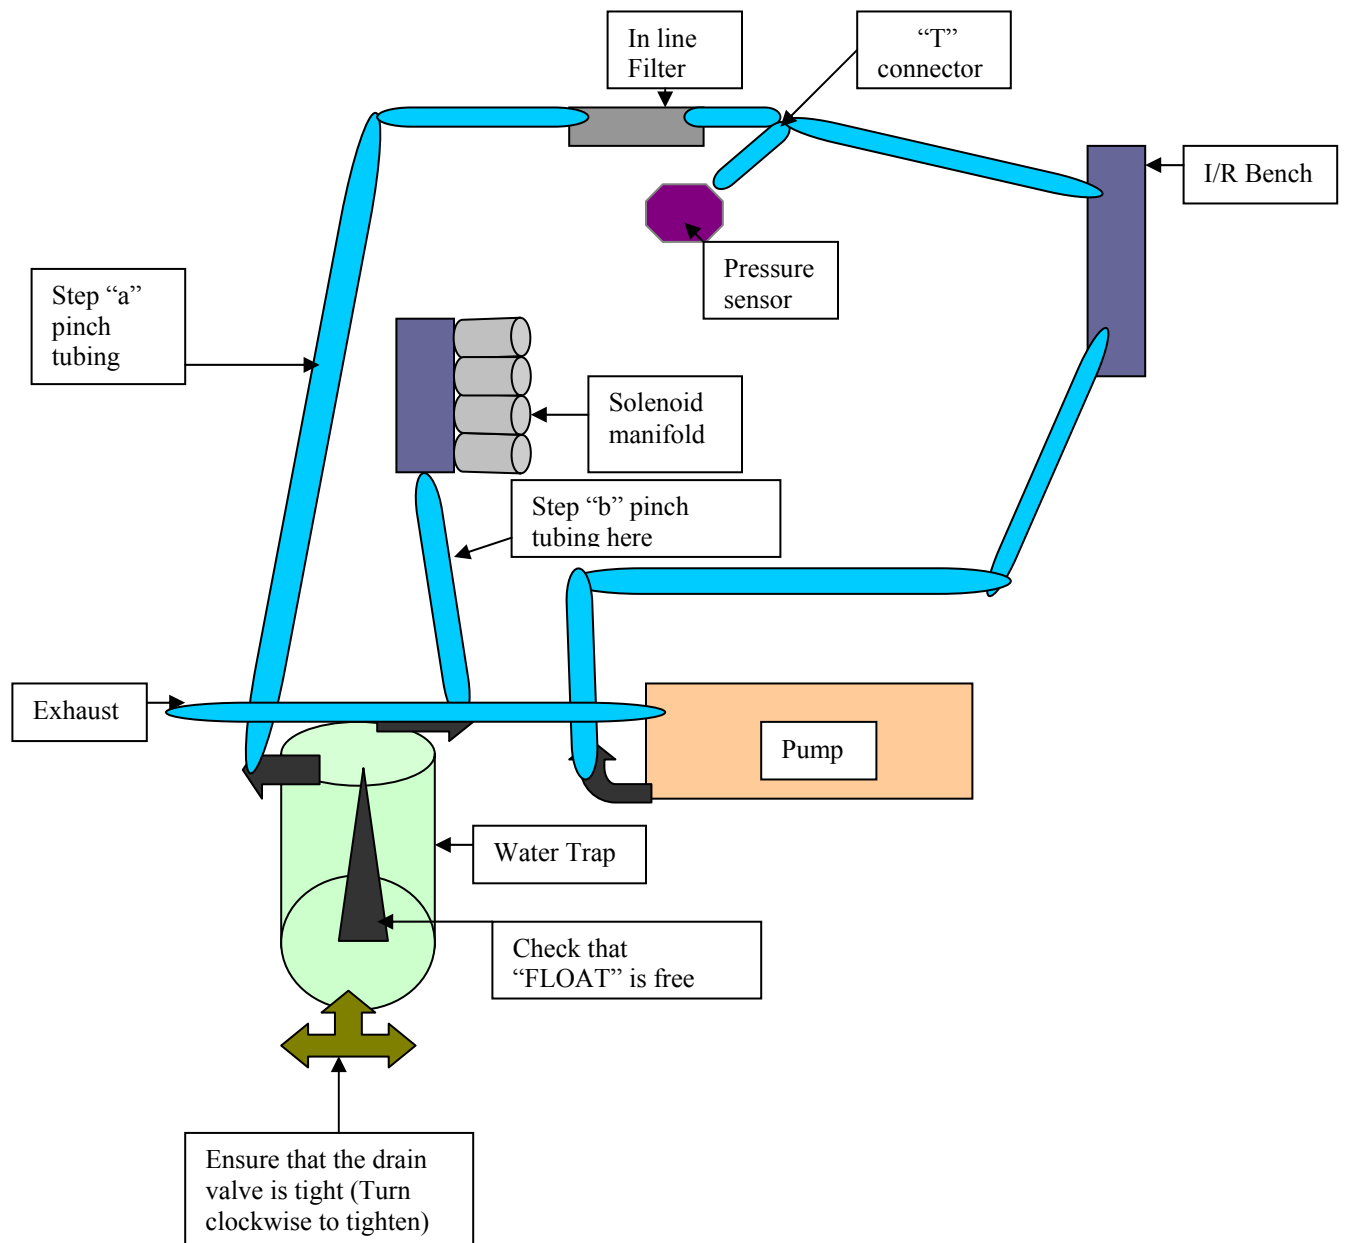 In line
Filter
“T”
connector
I/R Bench
Pressure
sensor
Step “a”
pinch
tubing
Solenoid
manifold
Step “b” pinch
tubing here
Exhaust
Pump
Water Trap
Check that
“FLOAT” is free
Ensure that the drain
valve is tight (Turn
clockwise to tighten)